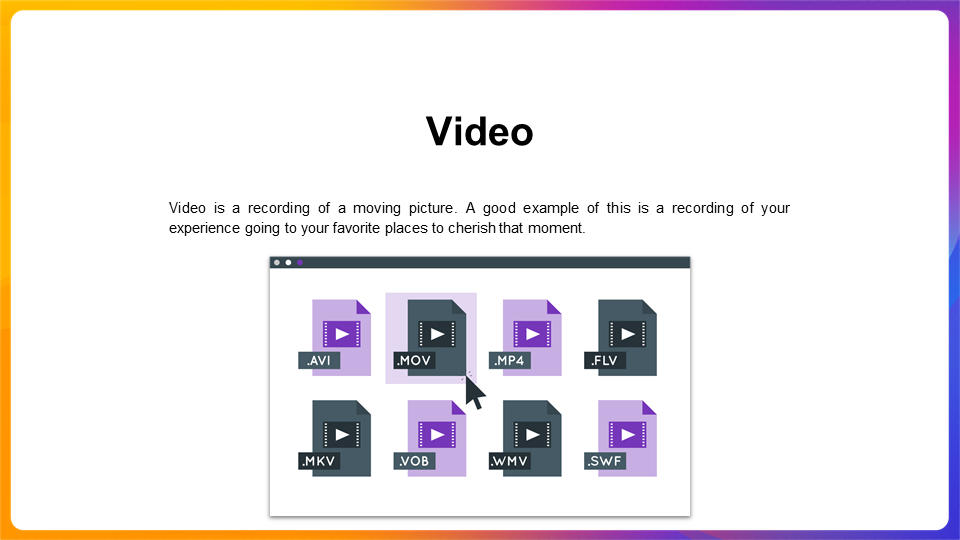 Video
Video is a recording of a moving picture. A good example of this is a recording of your
experience going to your favorite places to cherish that moment.
.AVI .MOV .MP4 .FLV
.MKV .VOB .WMV .SWF